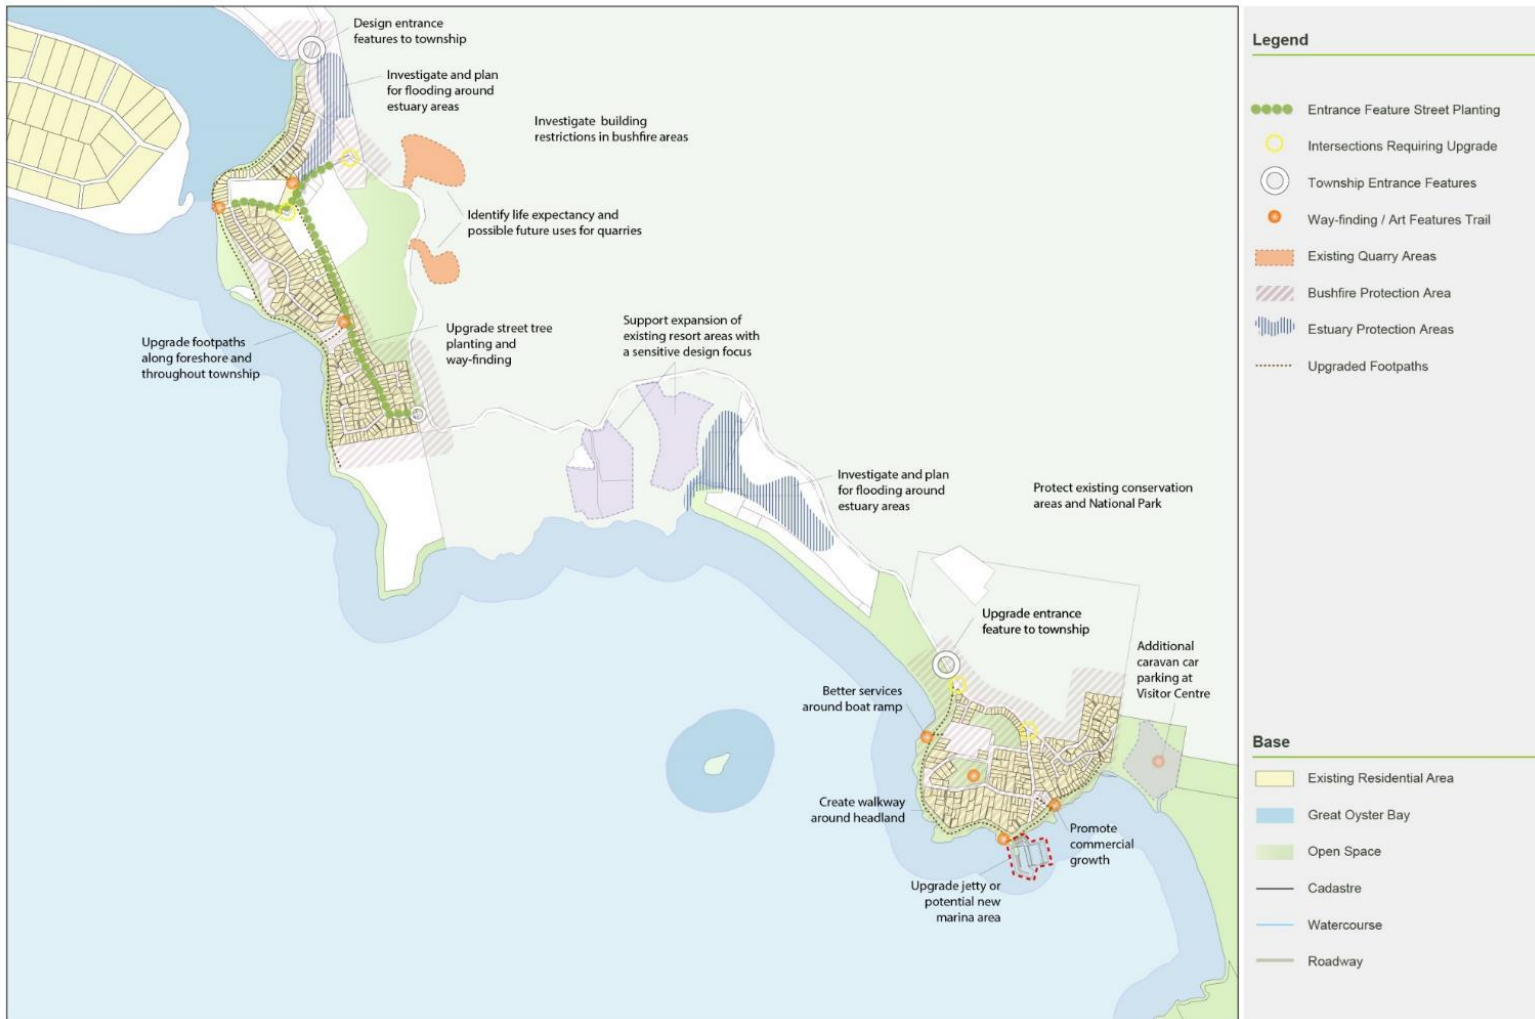 Design entrance
features to township
Investigate and plan
for flooding around
estuary areas
Investigate building
restrictions in bushfire areas
Identify life expectancy and
possible future uses for quarries
Upgrade footpaths
along foreshore and
throughout township
Upgrade street tree
planting and
way-finding
Support expansion of
existing resort areas with
a sensitive design focus
Investigate and plan
for flooding around
estuary areas
Protect existing conservation
areas and National Park
Upgrade entrance
feature to township
Additional
caravan car
parking at
Visitor Centre
Better services
around boat ramp
Create walkway
around headland
Promote
commercial
growth
Upgrade jetty or
potential new
marina area
Legend
Entrance Feature Street Planting
Intersections Requiring Upgrade
Township Entrance Features
Way-finding / Art Features Trail
Existing Quarry Areas
Bushfire Protection Area
Estuary Protection Areas
Upgraded Footpaths
Base
Existing Residential Area
Great Oyster Bay
Open Space
Cadastre
Watercourse
Roadway